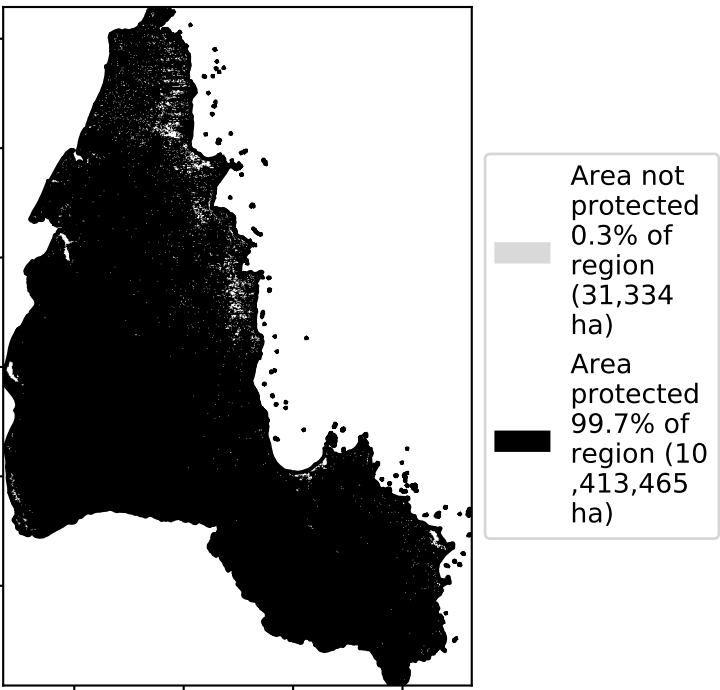 Area not
protected
0.3% of
region
(31,334
ha)
Area
protected
99.7% of
region (10
,413,465
ha)